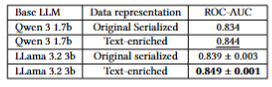 Base LLM Data representation ROC-AUC
Qwen 3 1.7b Original Serialized 0.834
Qwen 3 1.7b Text-enriched 0.844
LLama 3.2 3b Original serialized 0.839 ± 0.003
LLama 3.2 3b Text-enriched 0.849 ± 0.001